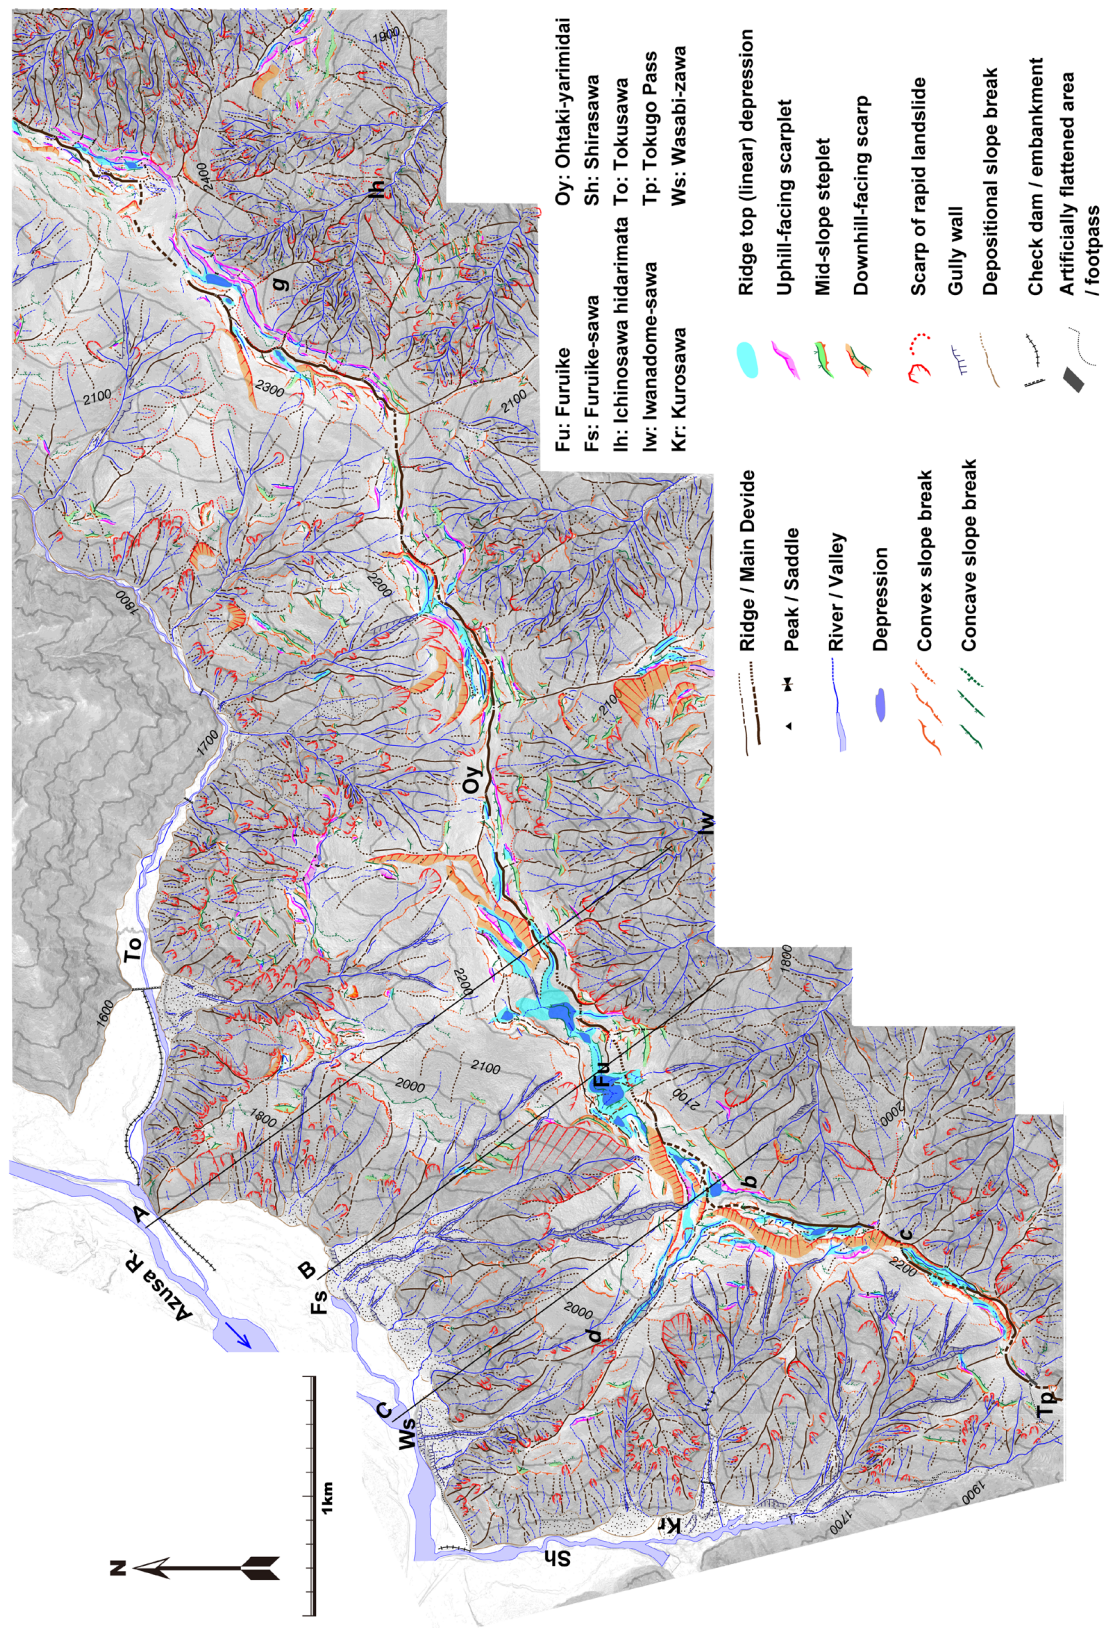 Oy: Ohtaki-yarimidai
Sh: Shirasawa
To: Tokusawa
Tp: Tokugo Pass
Ws: Wasabi-zawa
Fu: Furuike
Fs: Furuike-sawa
Ih: Ichinosawa hidarimata
Iw: Iwanadome-sawa
Kr: Kurosawa
Ridge top (linear) depression
Uphill-facing scarplet
Mid-slope steplet
Downhill-facing scarp
Scarp of rapid landslide
Gully wall
Depositional slope break
Check dam / embankment
Artificially flattened area
/ footpass
Ridge / Main Devide
Peak / Saddle
River / Valley
Depression
Convex slope break
Concave slope break
1900
2400
Ih
g
2100
2300
2100
1800
2200
1700
2100
Oy
Iw
To
1600
2200
1800
2100
2000
1800
Fu
2100
2000
A
Azusa R.
B
Fs
b
c
2200
2000
d
C
Ws
Tp
Kr
Sh
1700
1900
1km
N